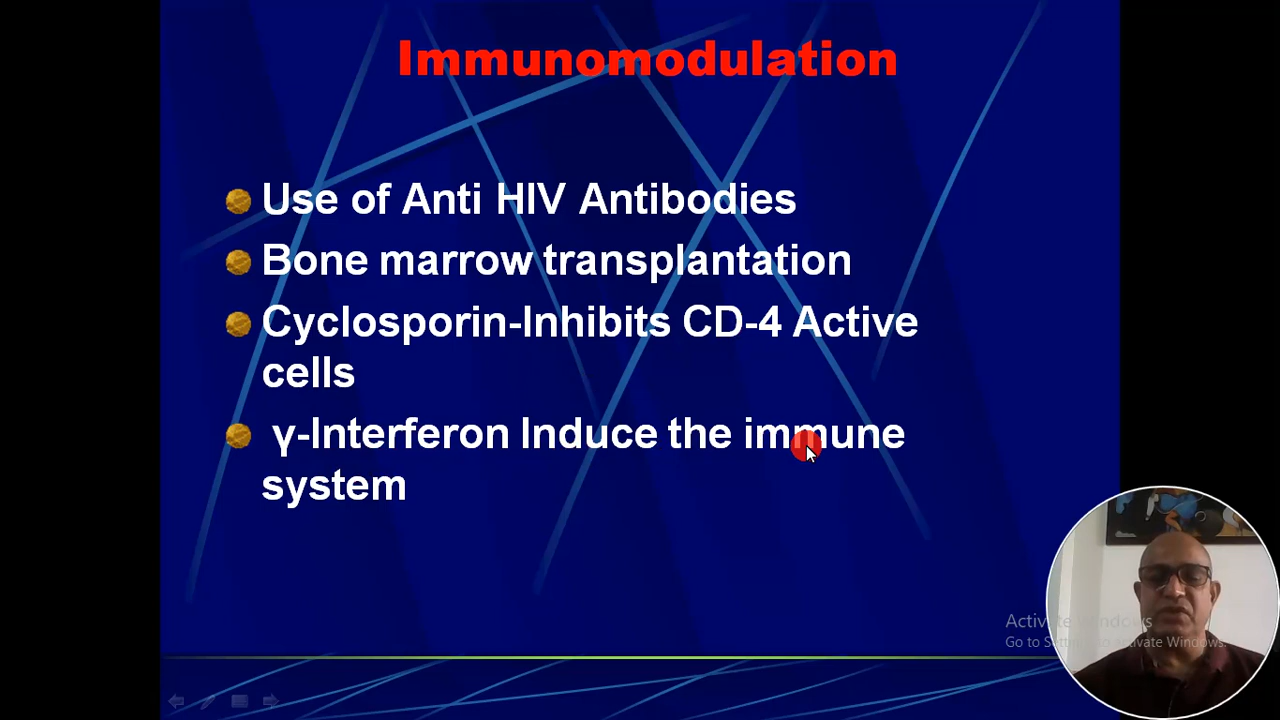 Immunomodulation
Use of Anti HIV Antibodies
Bone marrow transplantation
Cyclosporin-Inhibits CD-4 Active
cells
γ-Interferon Induce the immune
system
Activate Windows
Go to Settings to activate Windows.